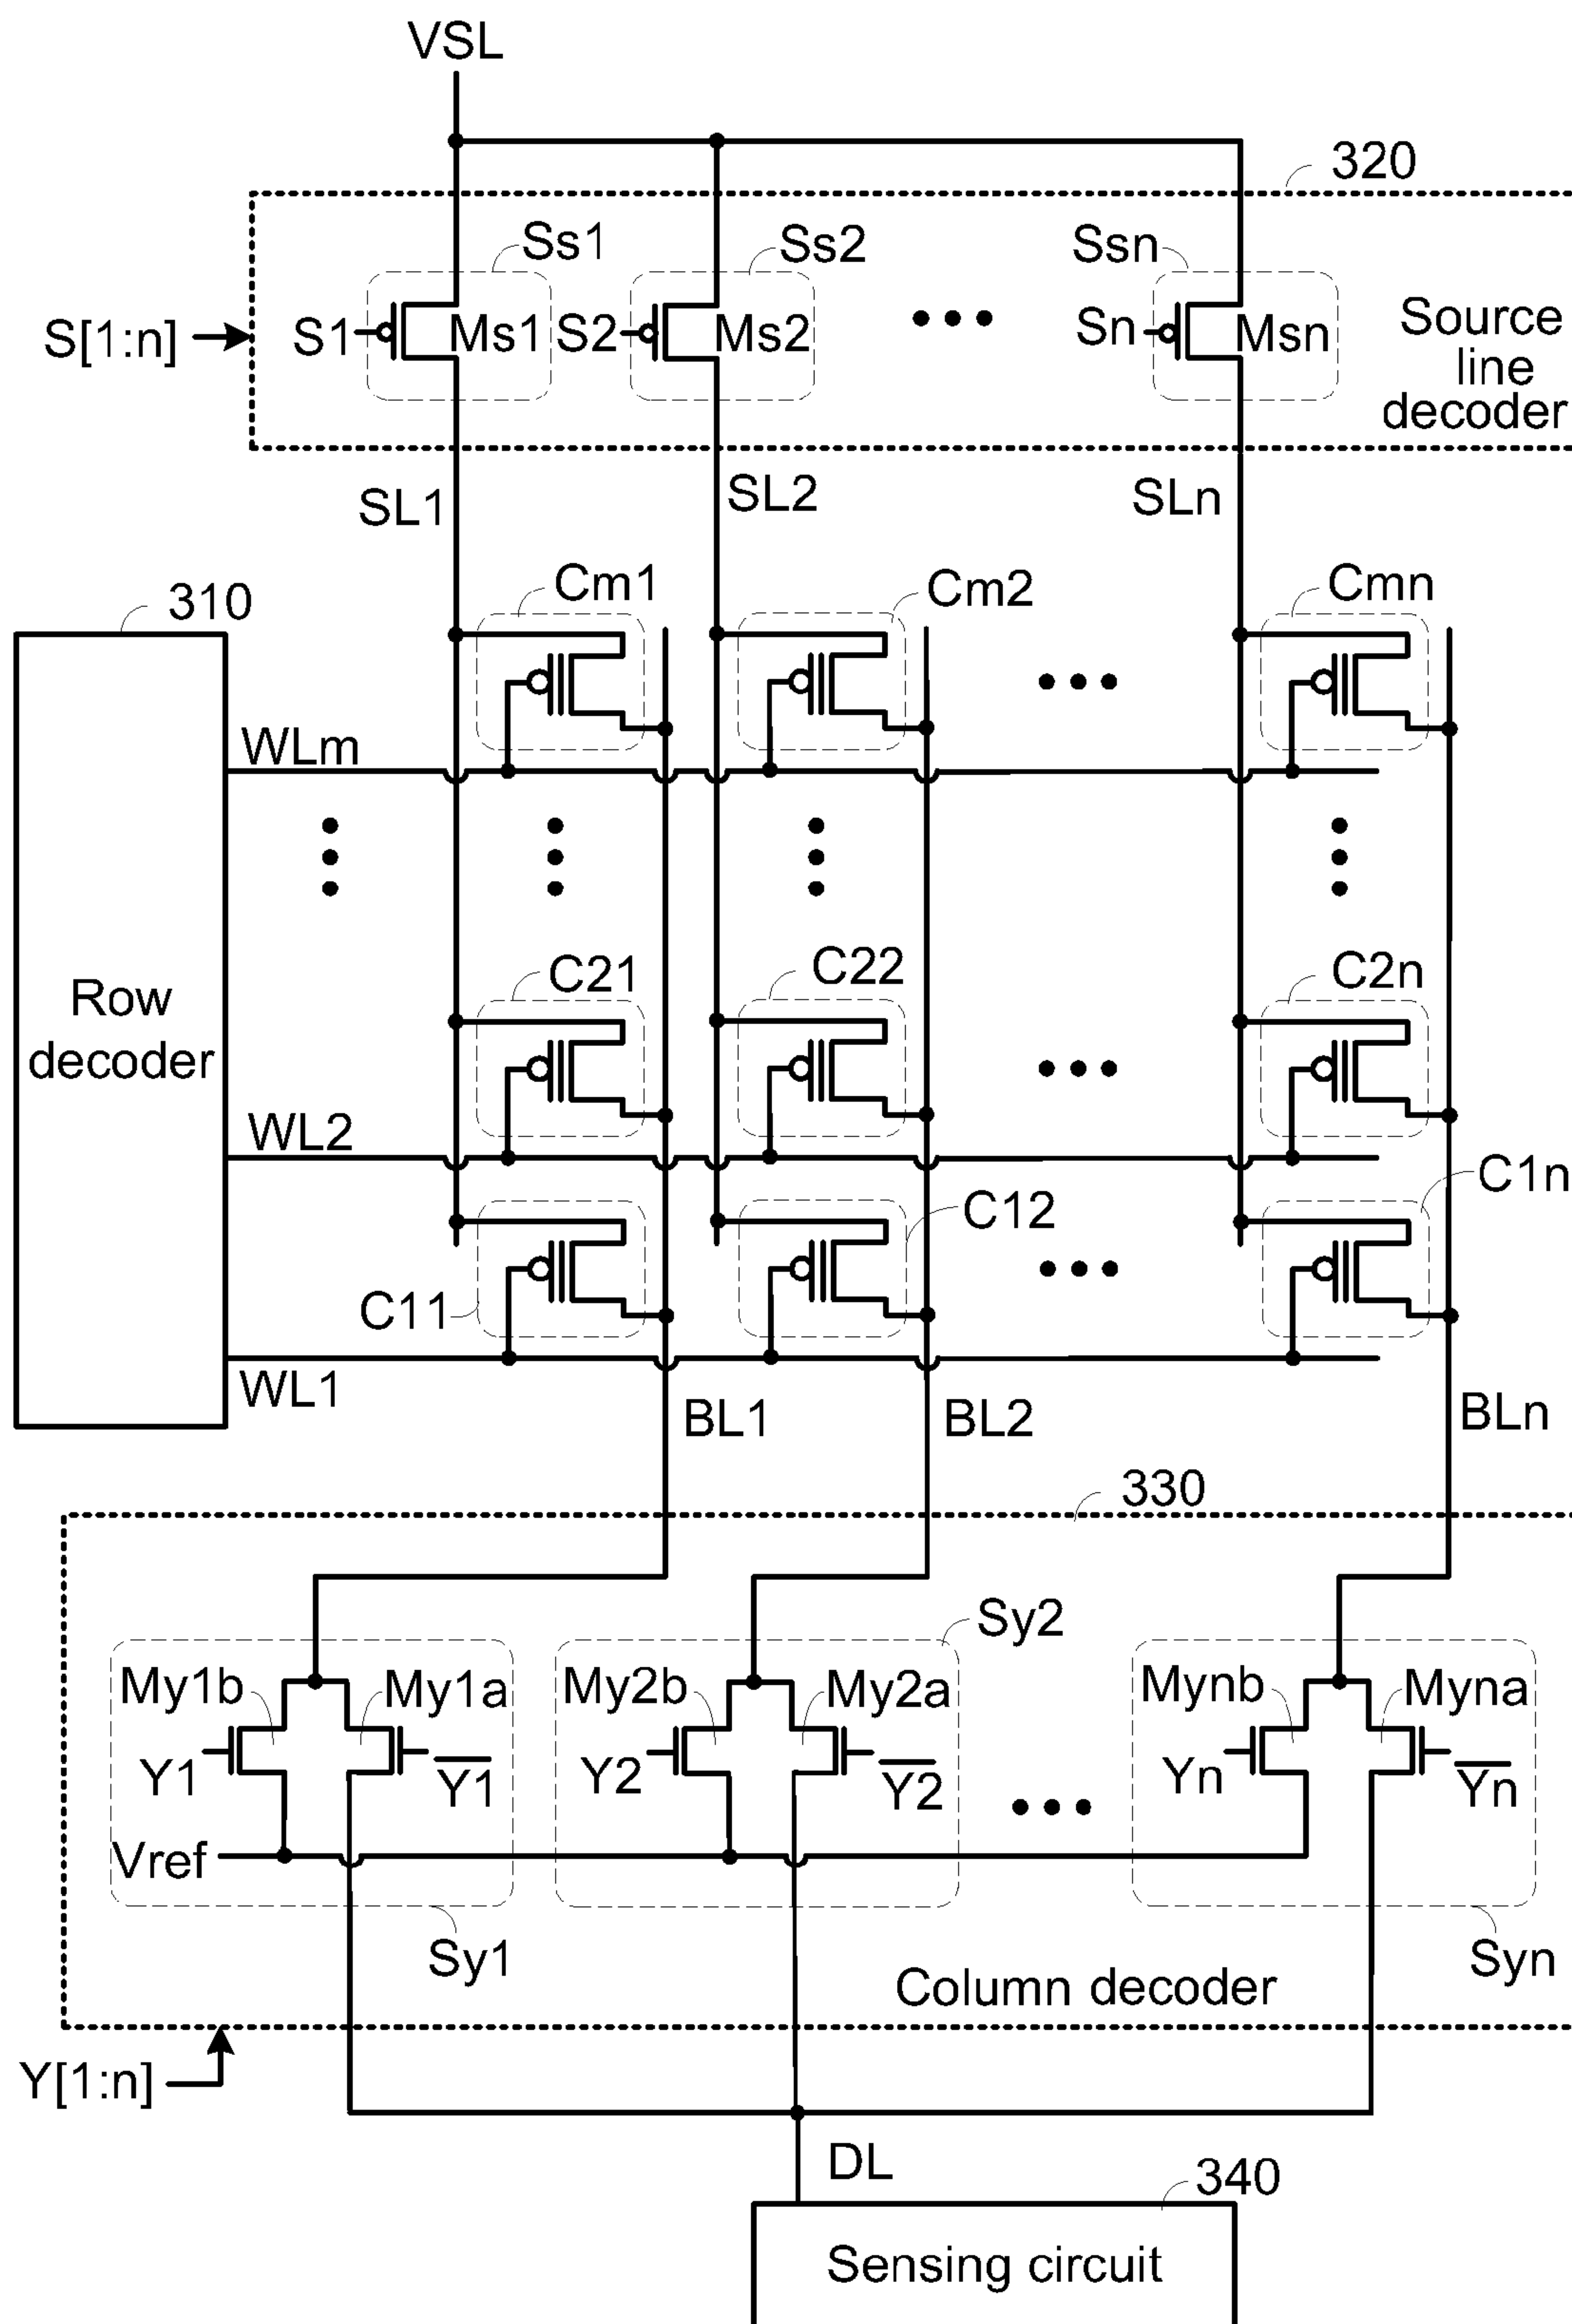 VSL
320
Ss1
Ss2
Ssn
S[1:n]
S1
Ms1
S2
Ms2
Sn
Msn
Source
line
decoder
SL1
SL2
SLn
310
Cm1
Cm2
Cmn
WLm
C21
C22
C2n
Row
decoder
WL2
C1n
C12
C11
WL1
BL1
BL2
BLn
330
Sy2
My1b
My1a
My2b
My2a
Mynb
Myna
Y1
Y̅1̅
Y2
Y̅2̅
Yn
Y̅n̅
Vref
Sy1
Syn
Column decoder
Y[1:n]
DL
340
Sensing circuit